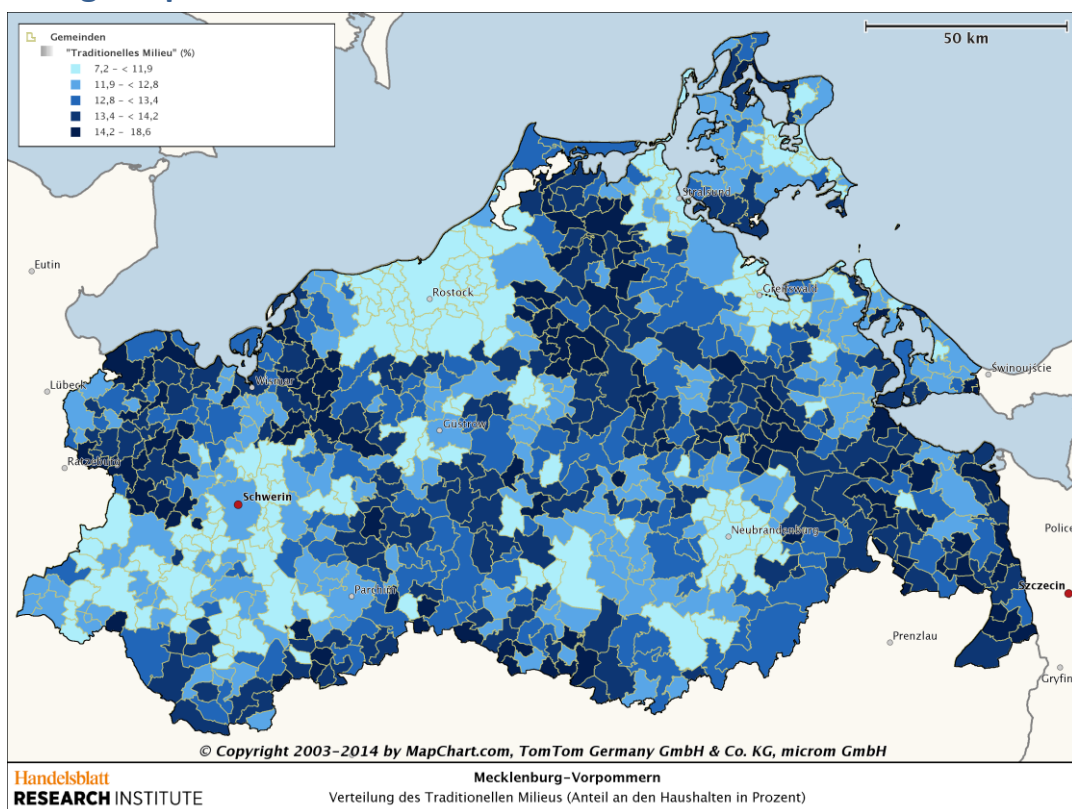 50 km
Gemeinden
"Traditionelles Milieu" (%)
7,2 – < 11,9
11,9 – < 12,8
12,8 – < 13,4
13,4 – < 14,2
14,2 – 18,6
Stralsund
Eutin
Rostock
Greifswald
Świnoujście
Lübeck
Wismar
Güstrow
Ratzeburg
Schwerin
Neubrandenburg
Police
Parchim
Szczecin
Prenzlau
Gryfin
© Copyright 2003–2014 by MapChart.com, TomTom Germany GmbH & Co. KG, microm GmbH
Handelsblatt
RESEARCH INSTITUTE
Mecklenburg–Vorpommern
Verteilung des Traditionellen Milieus (Anteil an den Haushalten in Prozent)